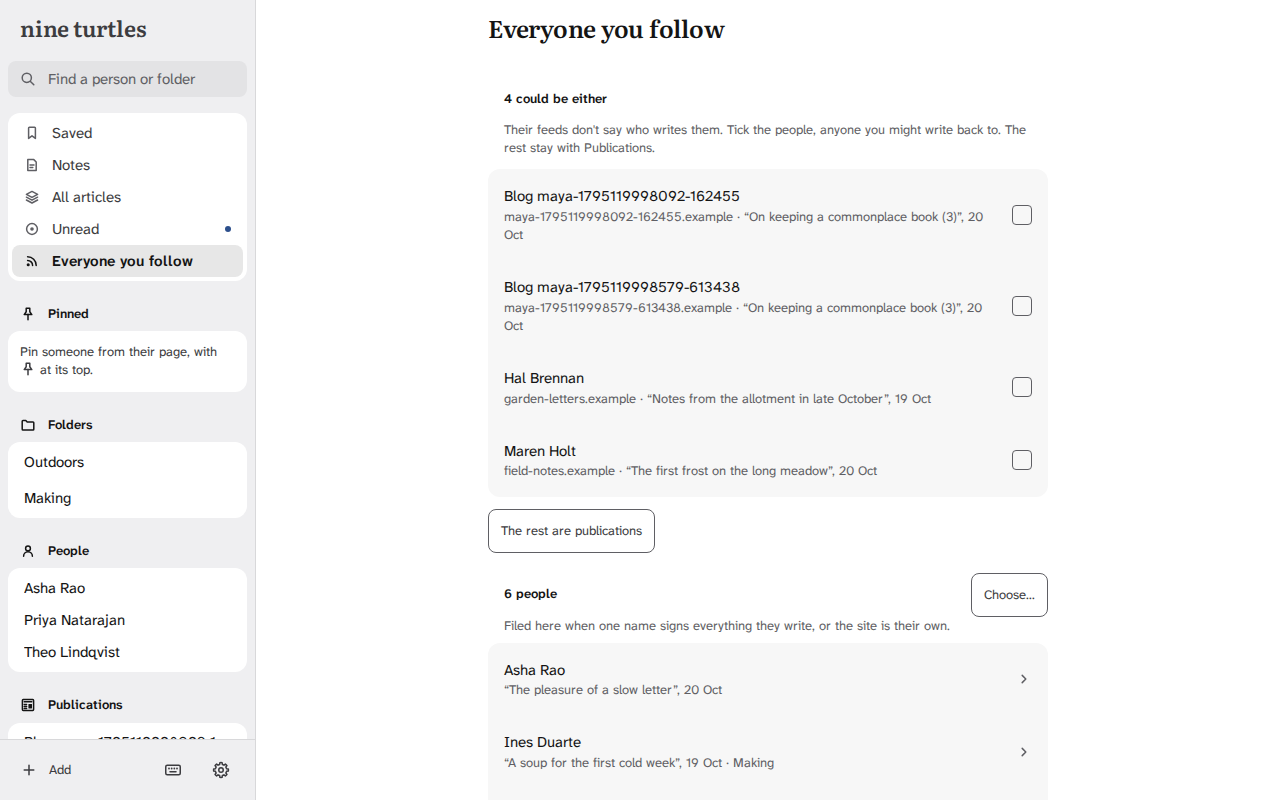 nine turtles
Find a person or folder
Saved
Notes
All articles
Unread
Everyone you follow
Pinned
Pin someone from their page, with
at its top.
Folders
Outdoors
Making
People
Asha Rao
Priya Natarajan
Theo Lindqvist
Publications
Add
Everyone you follow
4 could be either
Their feeds don't say who writes them. Tick the people, anyone you might write back to. The
rest stay with Publications.
Blog maya-1795119998092-162455
maya-1795119998092-162455.example · “On keeping a commonplace book (3)”, 20
Oct
Blog maya-1795119998579-613438
maya-1795119998579-613438.example · “On keeping a commonplace book (3)”, 20
Oct
Hal Brennan
garden-letters.example · “Notes from the allotment in late October”, 19 Oct
Maren Holt
field-notes.example · “The first frost on the long meadow”, 20 Oct
The rest are publications
6 people
Choose…
Filed here when one name signs everything they write, or the site is their own.
Asha Rao
“The pleasure of a slow letter”, 20 Oct
Ines Duarte
“A soup for the first cold week”, 19 Oct · Making